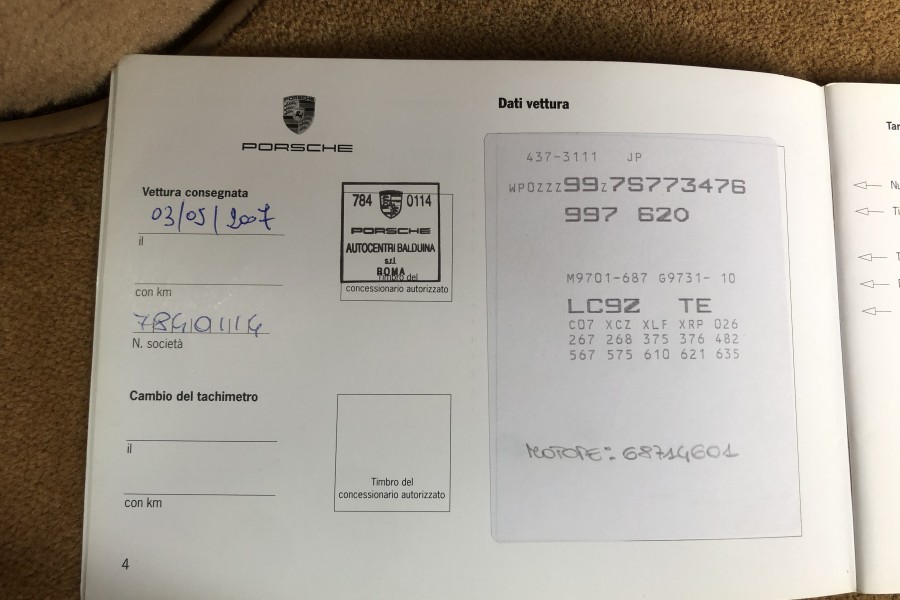 PORSCHE
Vettura consegnata
03/05/2007
il
con km
7840114
N. società
784 0114
PORSCHE
AUTOCENTRI BALDUINA
s.r.l
ROMA
Timbro del
concessionario autorizzato
Cambio del tachimetro
il
con km
Timbro del
concessionario autorizzato
4
Dati vettura
437-3111 JP
WP0ZZZ99Z7S773476
997 620
M9701-687 G9731- 10
LC9Z TE
C07 XCZ XLF XRP 026
267 268 375 376 482
567 575 610 621 635
MOTORE: 68714601
Tar
Nu